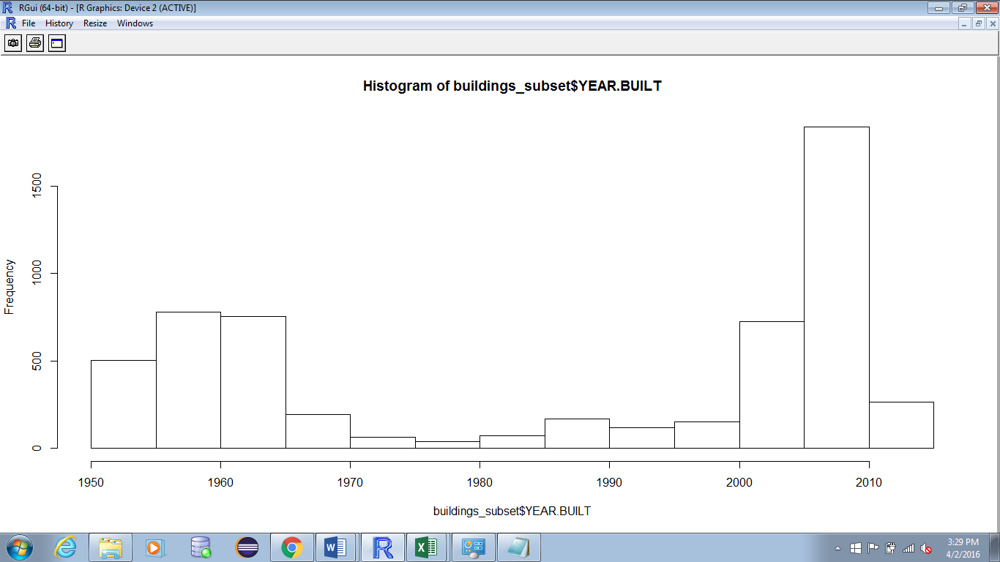 RGui (64-bit) - [R Graphics: Device 2 (ACTIVE)]
File History Resize Windows
Histogram of buildings_subset$YEAR.BUILT
Frequency
1500
1000
500
0
1950 1960 1970 1980 1990 2000 2010
buildings_subset$YEAR.BUILT
3:29 PM
4/2/2016